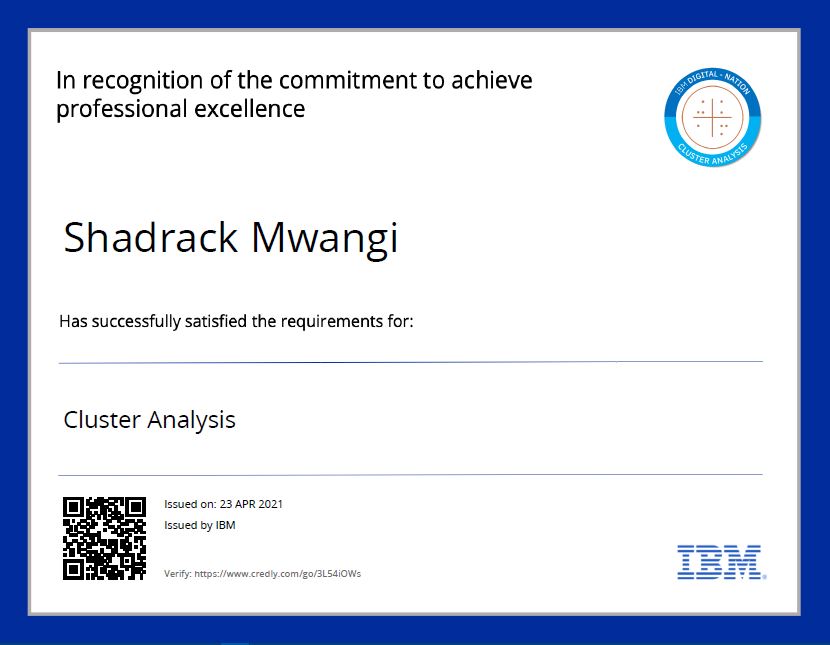 In recognition of the commitment to achieve
professional excellence
IBM DIGITAL - NATION
CLUSTER ANALYSIS
Shadrack Mwangi
Has successfully satisfied the requirements for:
Cluster Analysis
Issued on: 23 APR 2021
Issued by IBM
Verify: https://www.credly.com/go/3L54iOWs
IBM®